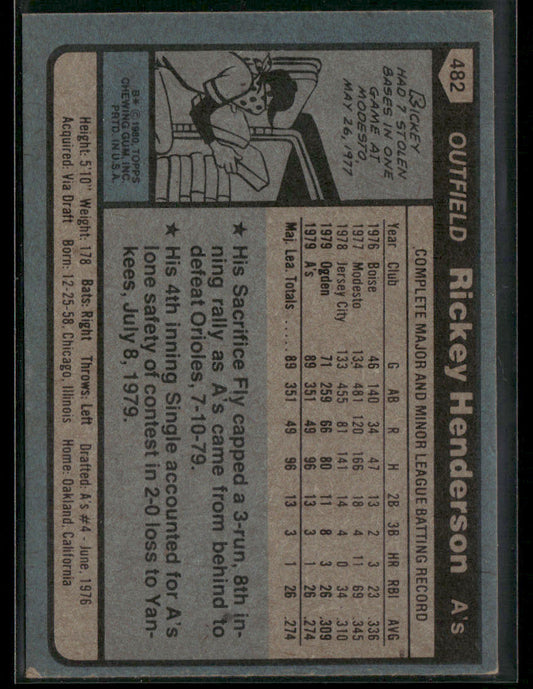 482
OUTFIELD Rickey Henderson A's
RICKEY
HAD 7 STOLEN
BASES IN ONE
GAME AT
MODESTO,
MAY 26, 1977
B* © 1980, TOPPS
CHEWING GUM, INC.
PRTD. IN U.S.A.
COMPLETE MAJOR AND MINOR LEAGUE BATTING RECORD
Year Club G AB R H 2B 3B HR RBI AVG
1976 Boise 46 140 34 47 13 2 3 23 .336
1977 Modesto 134 481 120 166 18 4 11 69 .345
1978 Jersey City 133 455 81 141 14 4 0 34 .310
1978 Ogden 71 259 66 80 11 8 3 26 .309
1979 A's 89 351 49 96 13 3 1 26 .274
Maj. Lea. Totals ..... 89 351 49 96 13 3 1 26 .274
★ His Sacrifice Fly capped a 3-run, 8th in-
ning rally as A's came from behind to
defeat Orioles, 7-10-79.
★ His 4th inning Single accounted for A's
lone safety of contest in 2-0 loss to Yan-
kees, July 8, 1979.
Height: 5'10" Weight: 178 Bats: Right Throws: Left Drafted: A's #4 - June, 1976
Acquired: Via Draft Born: 12-25-58, Chicago, Illinois Home: Oakland, California